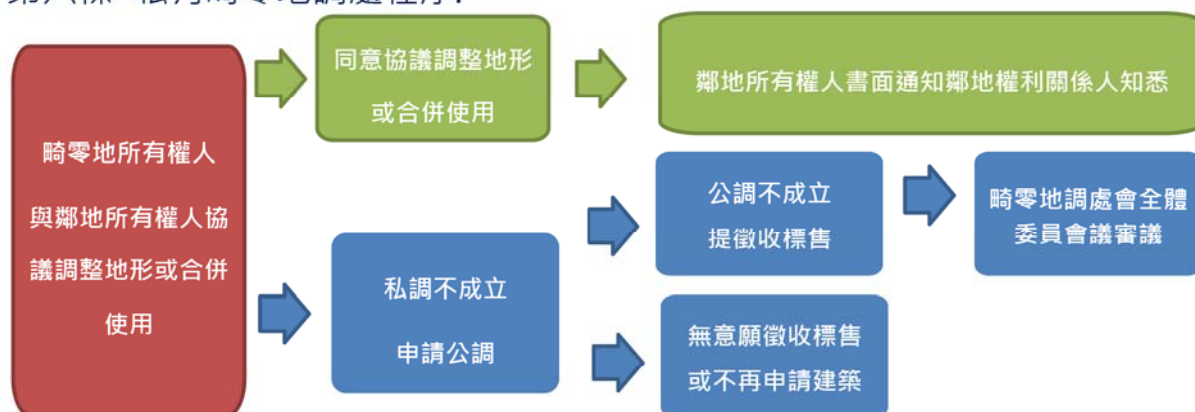 畸零地所有權人
與鄰地所有權人協
議調整地形或合併
使用
同意協議調整地形
或合併使用
鄰地所有權人書面通知鄰地權利關係人知悉
私調不成立
申請公調
公調不成立
提徵收標售
畸零地調處會全體
委員會議審議
無意願徵收標售
或不再申請建築